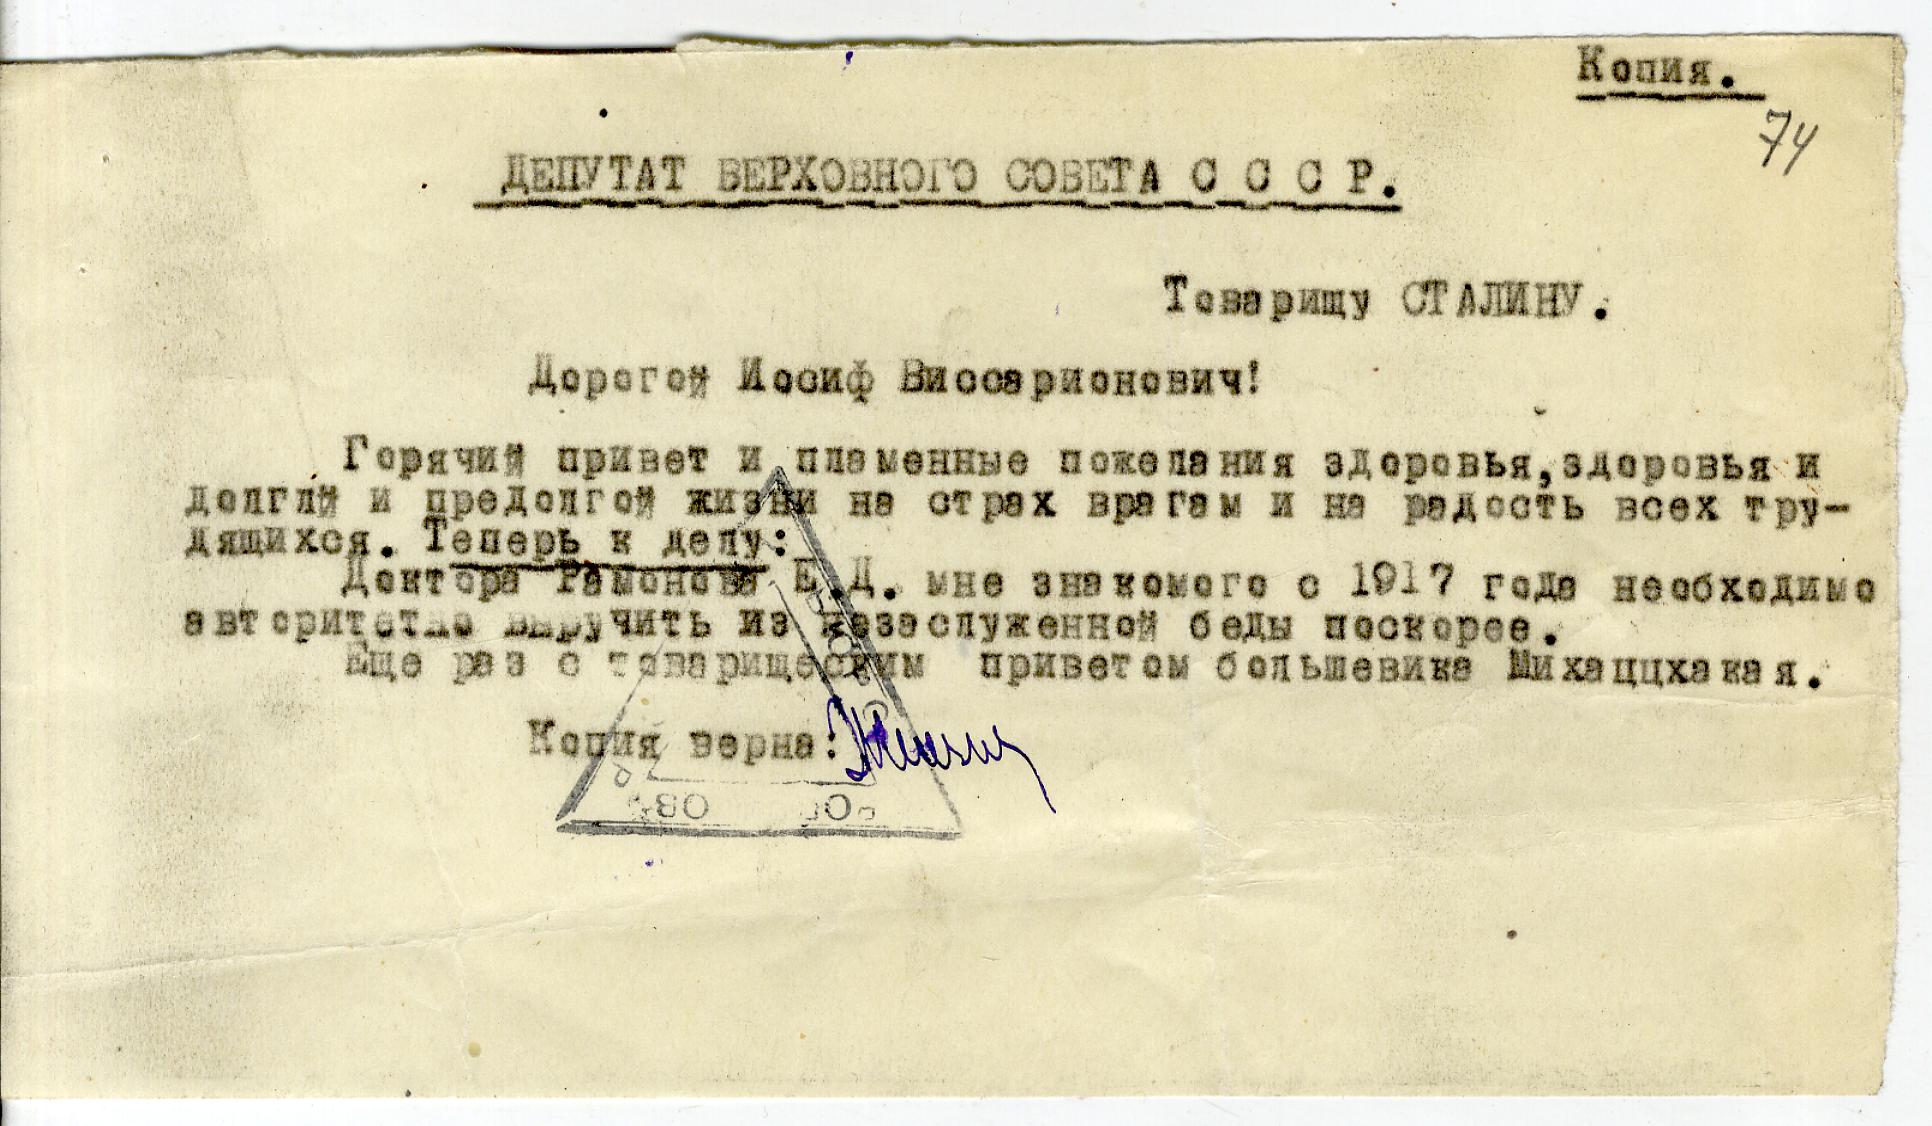 Копия.
74
ДЕПУТАТ ВЕРХОВНОГО СОВЕТА С С С Р.
Товарищу СТАЛИНУ.
Дорогой Иосиф Виссарионович!
Горячий привет и пламенные пожелания здоровья,здоровья и
долглй и предолгой жизни на страх врагам и на радость всех тру-
дящихся. Теперь к делу:
Доктора Рамонова Е.Д. мне знакомого с 1917 года необходимо
авторитетно выручить из незаслуженной беды поскорее.
Еще раз с товарищеским приветом большевика Михаццхакая.
Копия верна: